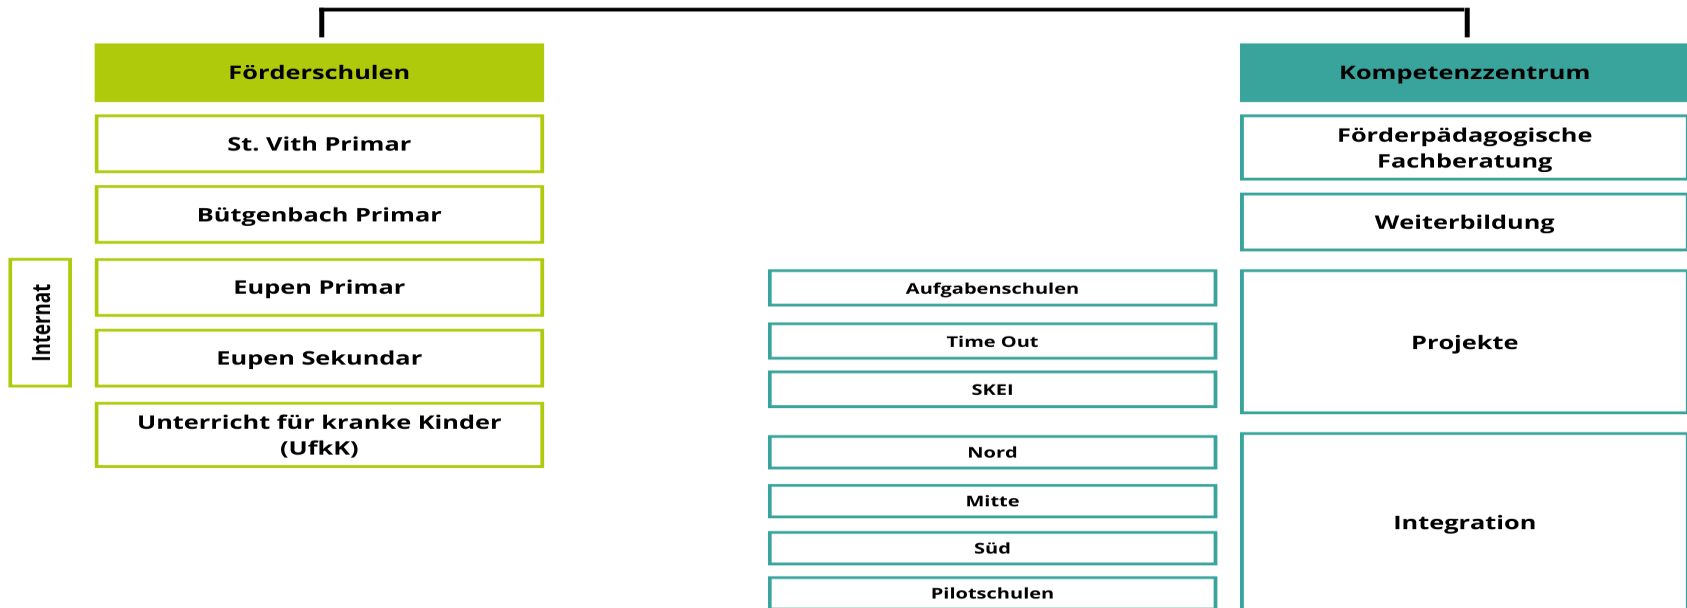 Förderschulen
St. Vith Primar
Bütgenbach Primar
Internat
Eupen Primar
Eupen Sekundar
Unterricht für kranke Kinder
(UfkK)
Kompetenzzentrum
Förderpädagogische
Fachberatung
Weiterbildung
Projekte
Aufgabenschulen
Time Out
SKEI
Integration
Nord
Mitte
Süd
Pilotschulen